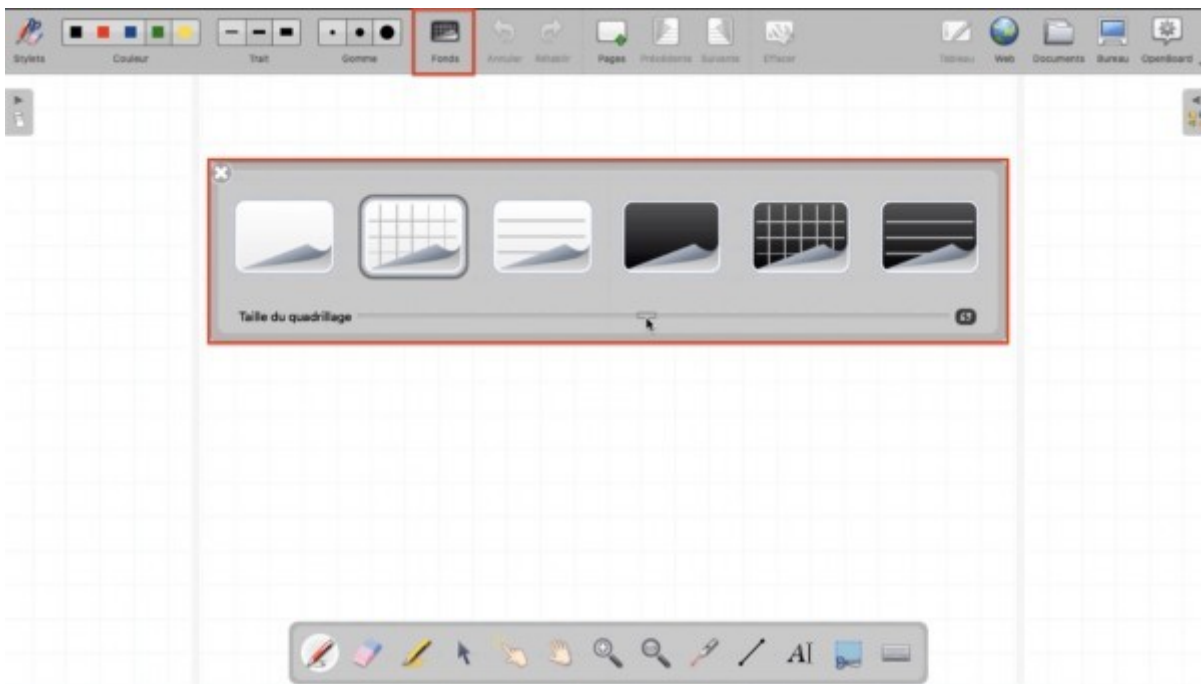 Stylets Couleur Trait Gomme Fonds Annuler Rétablir Pages Précédente Suivante Effacer Tableau Web Documents Bureau OpenBoard
Taille du quadrillage
AI